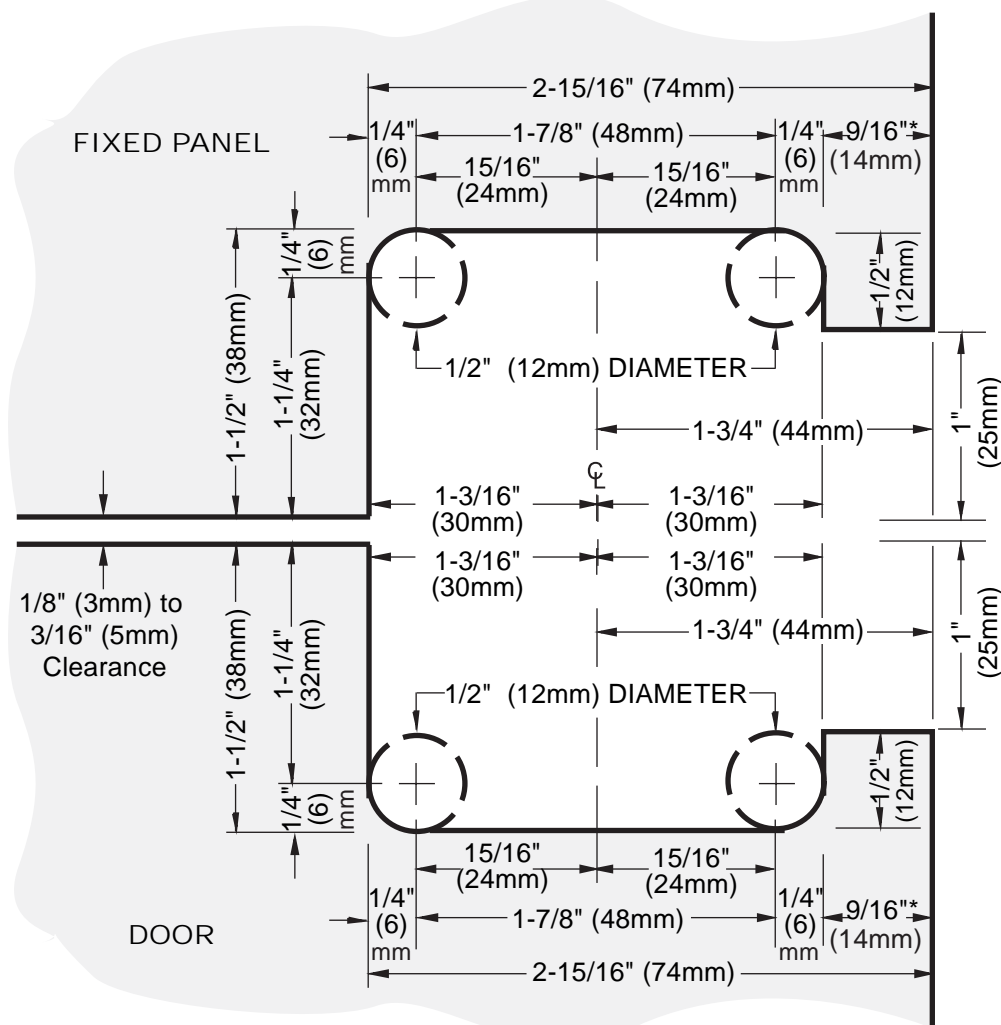 2-15/16" (74mm)
FIXED PANEL
1/4"
(6)
mm
1-7/8" (48mm)
1/4"
(6)
mm
9/16"*
(14mm)
15/16"
(24mm)
15/16"
(24mm)
1/4"
(6)
mm
1/2"
(12mm)
1-1/2" (38mm)
1-1/4"
(32mm)
1/2" (12mm) DIAMETER
1-3/4" (44mm)
1"
(25mm)
CL
1-3/16"
(30mm)
1-3/16"
(30mm)
1-3/16"
(30mm)
1-3/16"
(30mm)
1/8" (3mm) to
3/16" (5mm)
Clearance
1-1/2" (38mm)
1-1/4"
(32mm)
1-3/4" (44mm)
1"
(25mm)
1/2" (12mm) DIAMETER
1/4"
(6)
mm
1/2"
(12mm)
15/16"
(24mm)
15/16"
(24mm)
DOOR
1/4"
(6)
mm
1-7/8" (48mm)
1/4"
(6)
mm
9/16"*
(14mm)
2-15/16" (74mm)